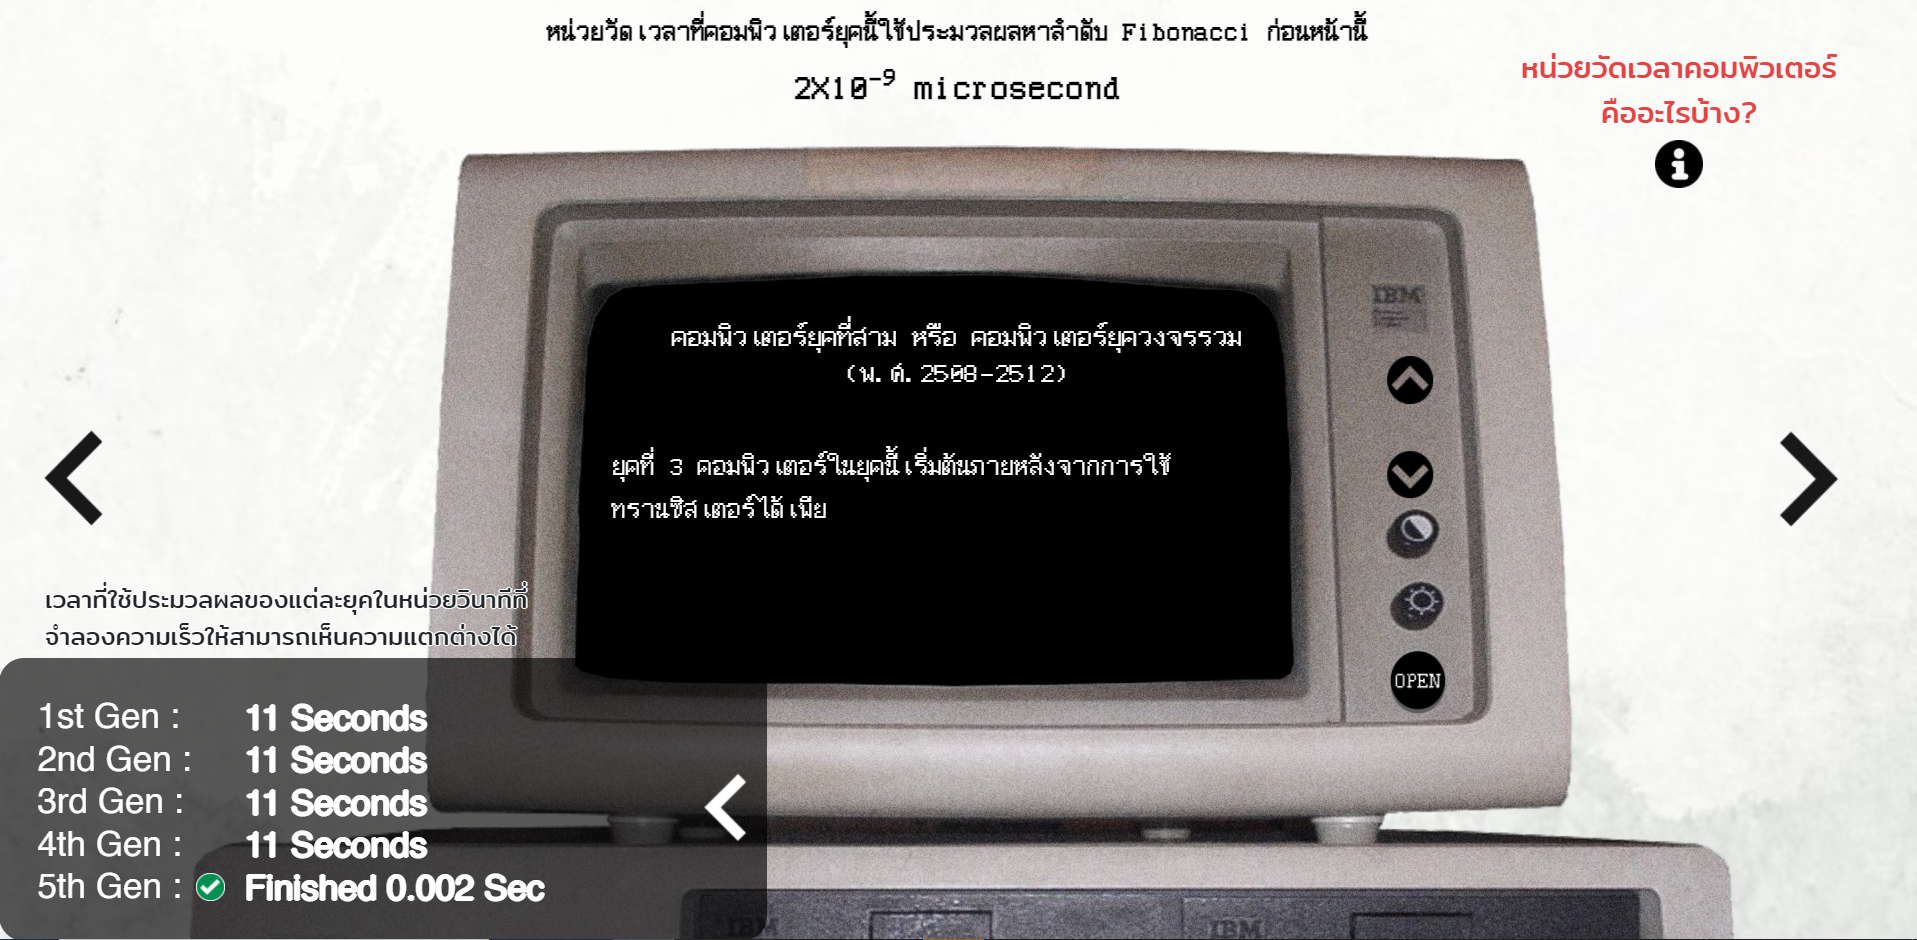 หน่วยวัดเวลาที่คอมพิวเตอร์ยุคนี้ใช้ประมวลผลหาลำดับ Fibonacci ก่อนหน้านี้
2X10⁻⁹ microsecond
หน่วยวัดเวลาคอมพิวเตอร์
คืออะไรบ้าง?
IBM
คอมพิวเตอร์ยุคที่สาม หรือ คอมพิวเตอร์ยุควงจรรวม
(พ.ศ.2508-2512)
ยุคที่ 3 คอมพิวเตอร์ในยุคนี้เริ่มต้นภายหลังจากการใช้
ทรานซิสเตอร์ได้เพีย
OPEN
เวลาที่ใช้ประมวลผลของแต่ละยุคในหน่วยวินาทีที่
จำลองความเร็วให้สามารถเห็นความแตกต่างได้
1st Gen : 11 Seconds
2nd Gen : 11 Seconds
3rd Gen : 11 Seconds
4th Gen : 11 Seconds
5th Gen : Finished 0.002 Sec
IBM IBM